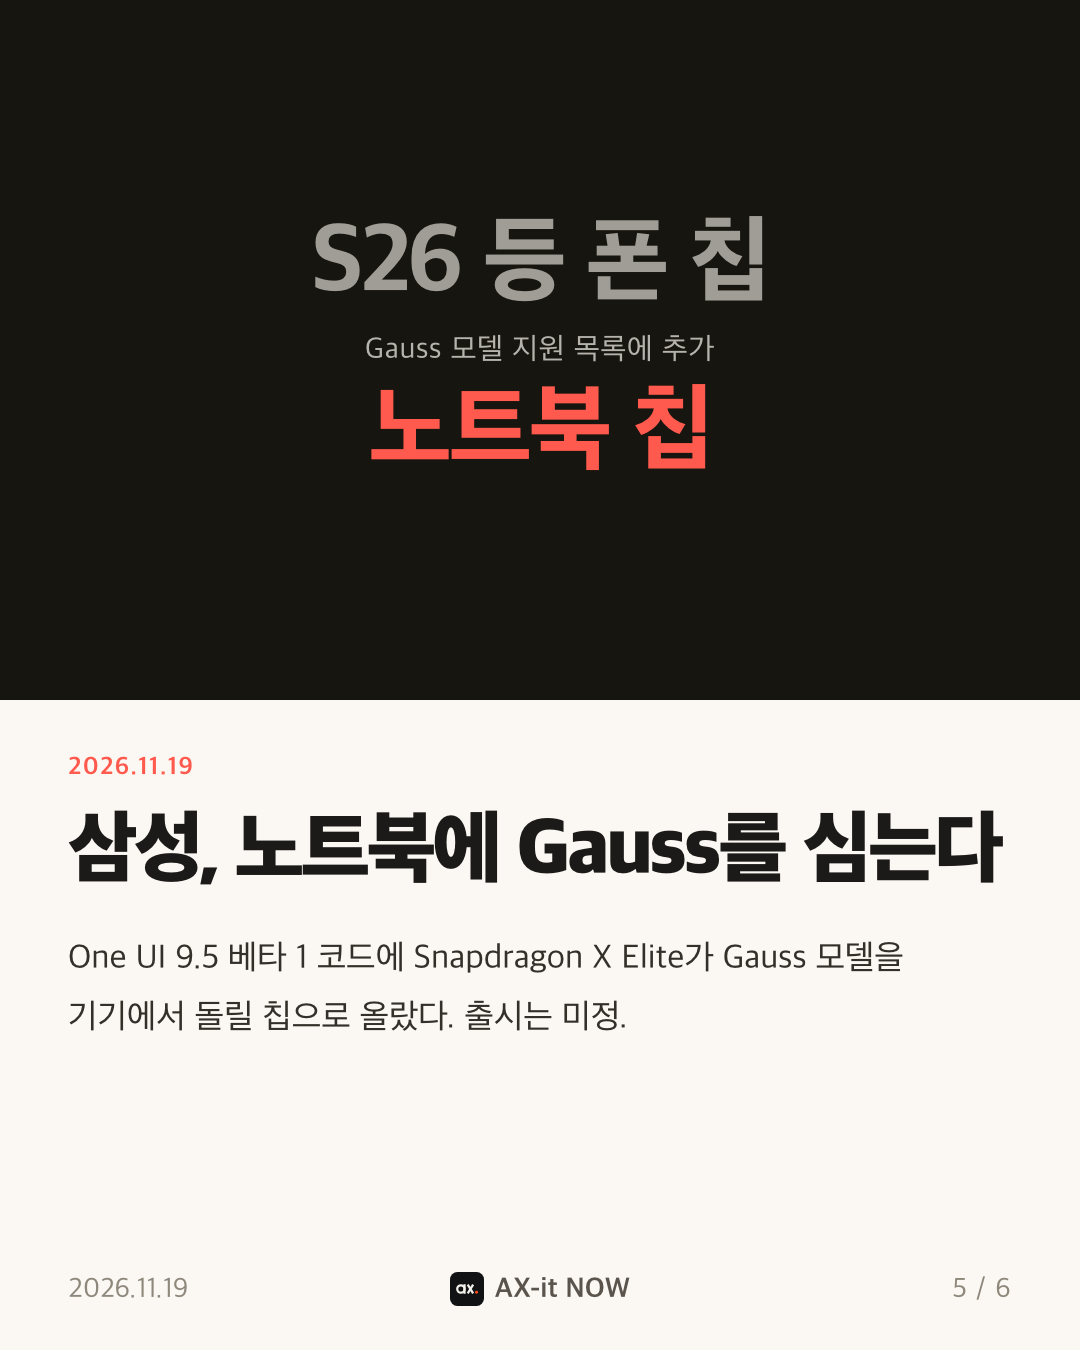 S26 등 폰 칩
Gauss 모델 지원 목록에 추가
노트북 칩
2026.11.19
삼성, 노트북에 Gauss를 심는다
One UI 9.5 베타 1 코드에 Snapdragon X Elite가 Gauss 모델을
기기에서 돌릴 칩으로 올랐다. 출시는 미정.
2026.11.19
ax. AX-it NOW
5 / 6